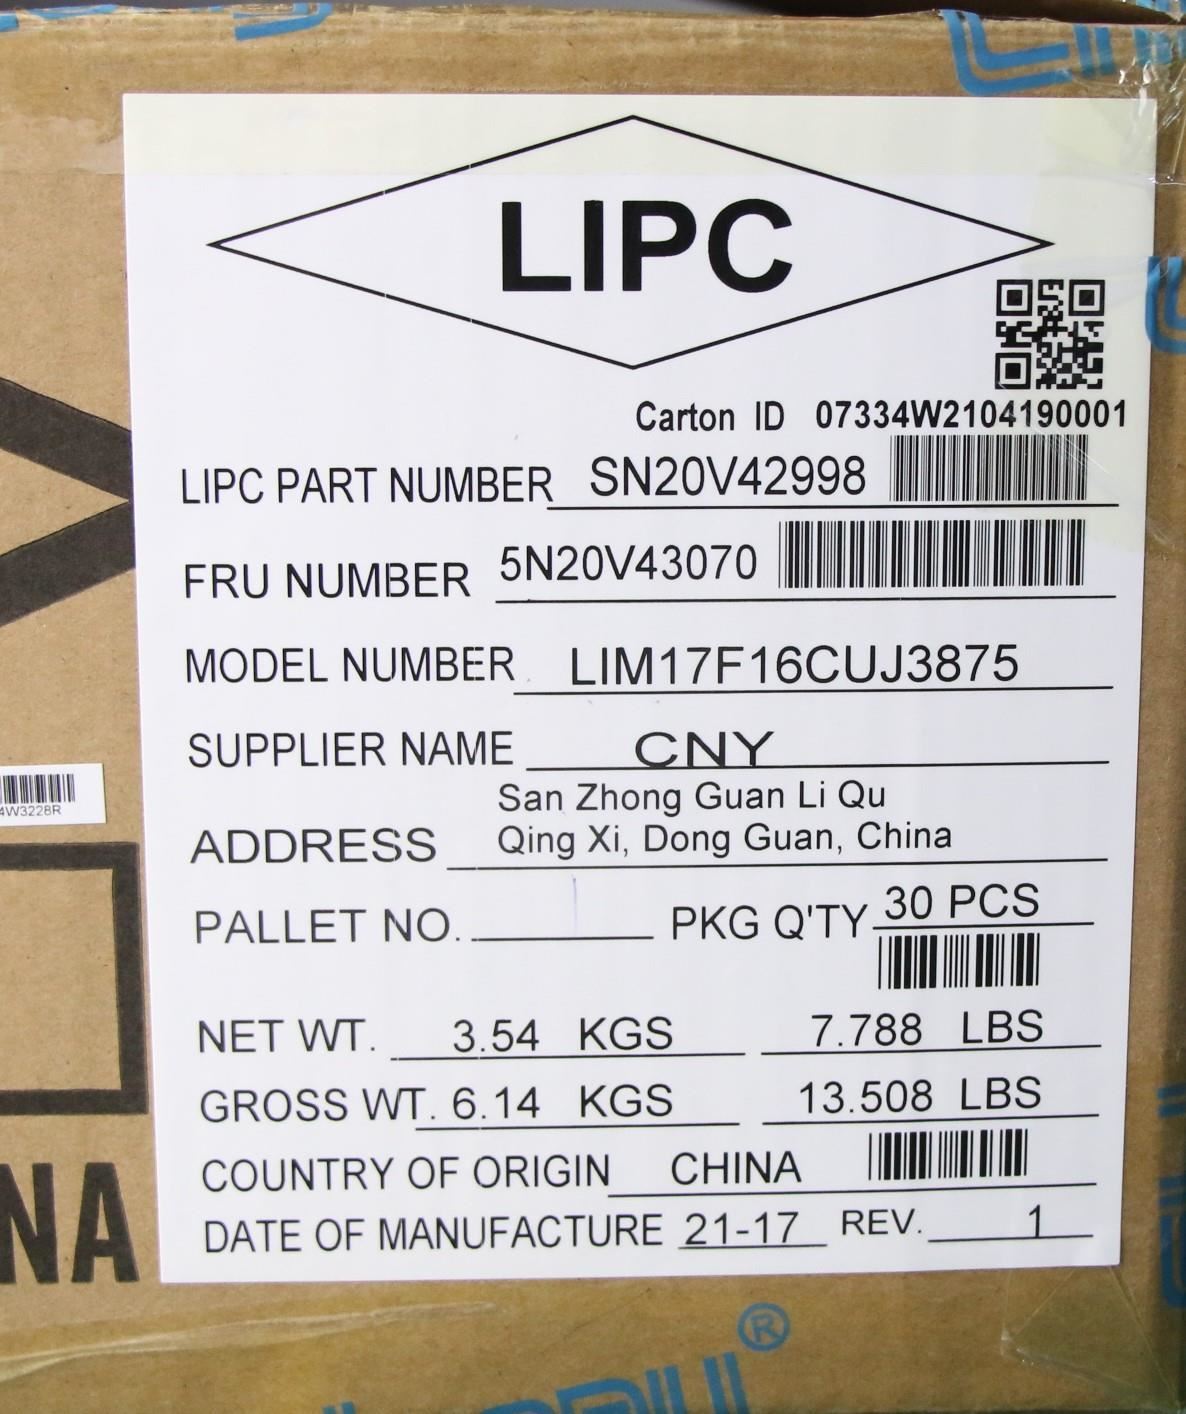 LIPC
Carton ID 07334W2104190001
LIPC PART NUMBER SN20V42998
FRU NUMBER 5N20V43070
MODEL NUMBER LIM17F16CUJ3875
SUPPLIER NAME CNY
San Zhong Guan Li Qu
ADDRESS Qing Xi, Dong Guan, China
PALLET NO. PKG Q'TY 30 PCS
NET WT. 3.54 KGS 7.788 LBS
GROSS WT. 6.14 KGS 13.508 LBS
COUNTRY OF ORIGIN CHINA
DATE OF MANUFACTURE 21-17 REV. 1
4W3228R
NA
®